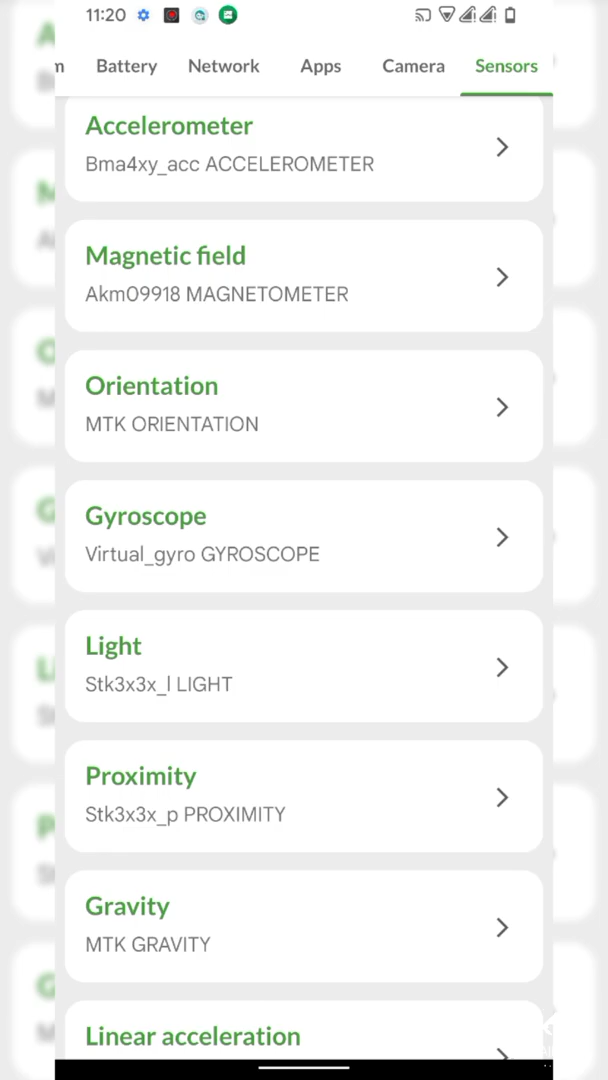 11:20
m Battery Network Apps Camera Sensors
Accelerometer
Bma4xy_acc ACCELEROMETER
Magnetic field
Akm09918 MAGNETOMETER
Orientation
MTK ORIENTATION
Gyroscope
Virtual_gyro GYROSCOPE
Light
Stk3x3x_l LIGHT
Proximity
Stk3x3x_p PROXIMITY
Gravity
MTK GRAVITY
Linear acceleration